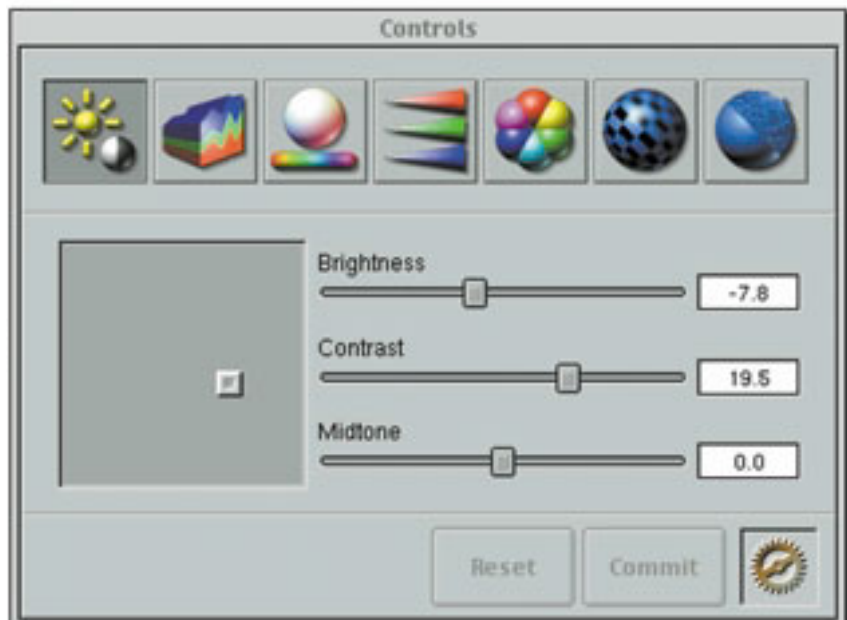 Controls
Brightness
-7.8
Contrast
19.5
Midtone
0.0
Reset
Commit